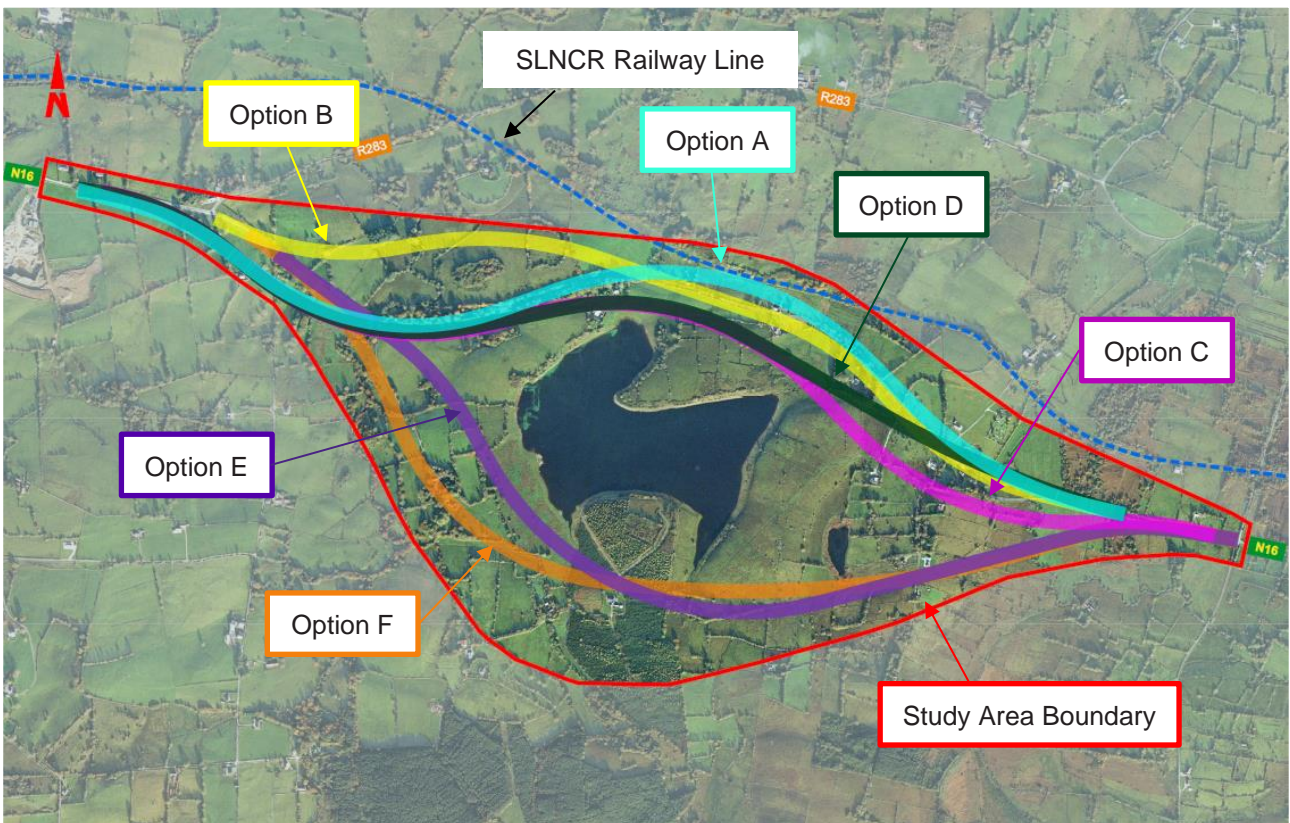 SLNCR Railway Line
R283
Option B
Option A
R283
N16
N
Option D
Option C
Option E
N16
Option F
Study Area Boundary